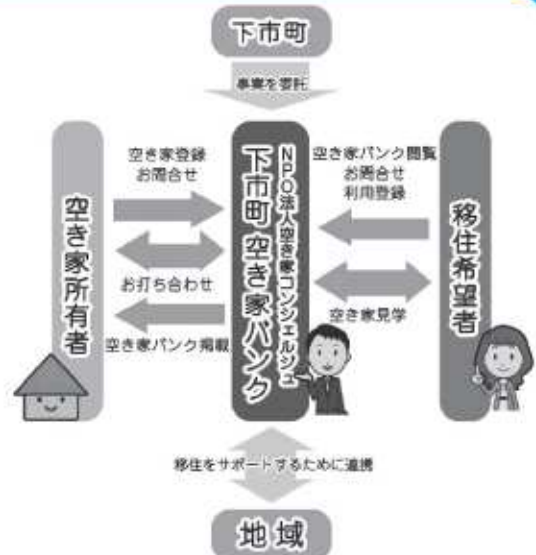 下市町
事業を委託
空き家所有者
空き家登録
お問合せ
お打ち合わせ
空き家バンク掲載
NPO法人空き家コンシェルジュ
下市町 空き家バンク
空き家バンク閲覧
お問合せ
利用登録
空き家見学
移住希望者
移住をサポートするために連携
地域